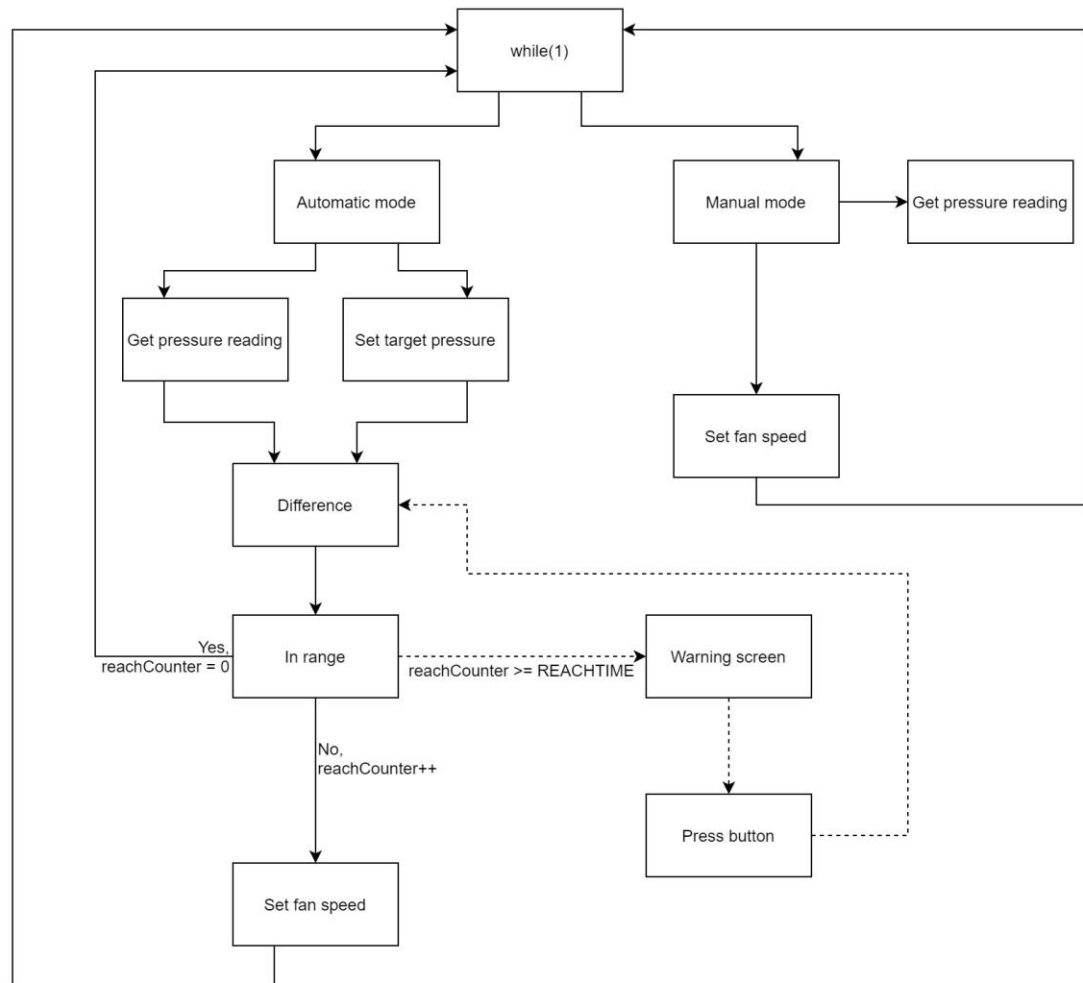 while(1)
Automatic mode
Manual mode
Get pressure reading
Get pressure reading
Set target pressure
Set fan speed
Difference
Yes,
reachCounter = 0
In range
reachCounter >= REACHTIME
Warning screen
No,
reachCounter++
Press button
Set fan speed